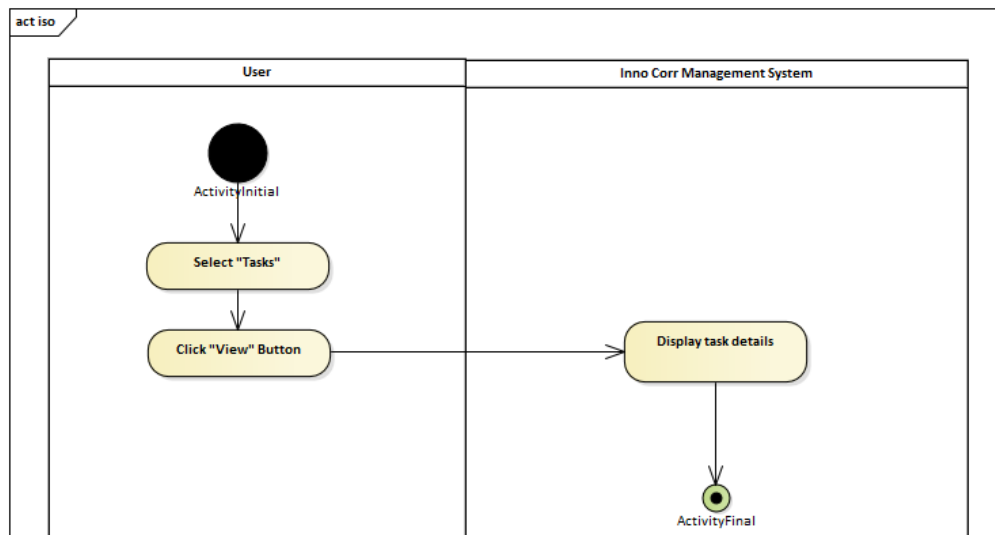 act iso
User
Inno Corr Management System
ActivityInitial
Select "Tasks"
Click "View" Button
Display task details
ActivityFinal